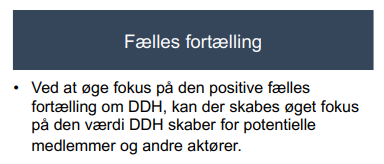 Fælles fortælling
• Ved at øge fokus på den positive fælles
fortælling om DDH, kan der skabes øget fokus
på den værdi DDH skaber for potentielle
medlemmer og andre aktører.